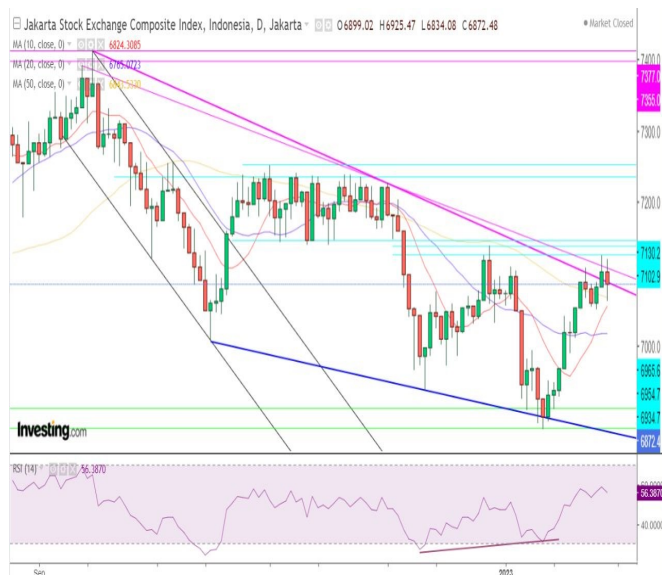 Jakarta Stock Exchange Composite Index, Indonesia, D, Jakarta O6899.02 H6925.47 L6834.08 C6872.48
Market Closed
MA (10, close, 0) 6824.3085
MA (20, close, 0)
MA (50, close, 0)
7400.0
7377.0
7355.0
7300.0
7200.0
7130.2
7102.9
7000.0
6965.6
6954.7
6934.7
6872.4
Investing.com
RSI (14) 56.3870
56.3870
40.0000
Sep
2023